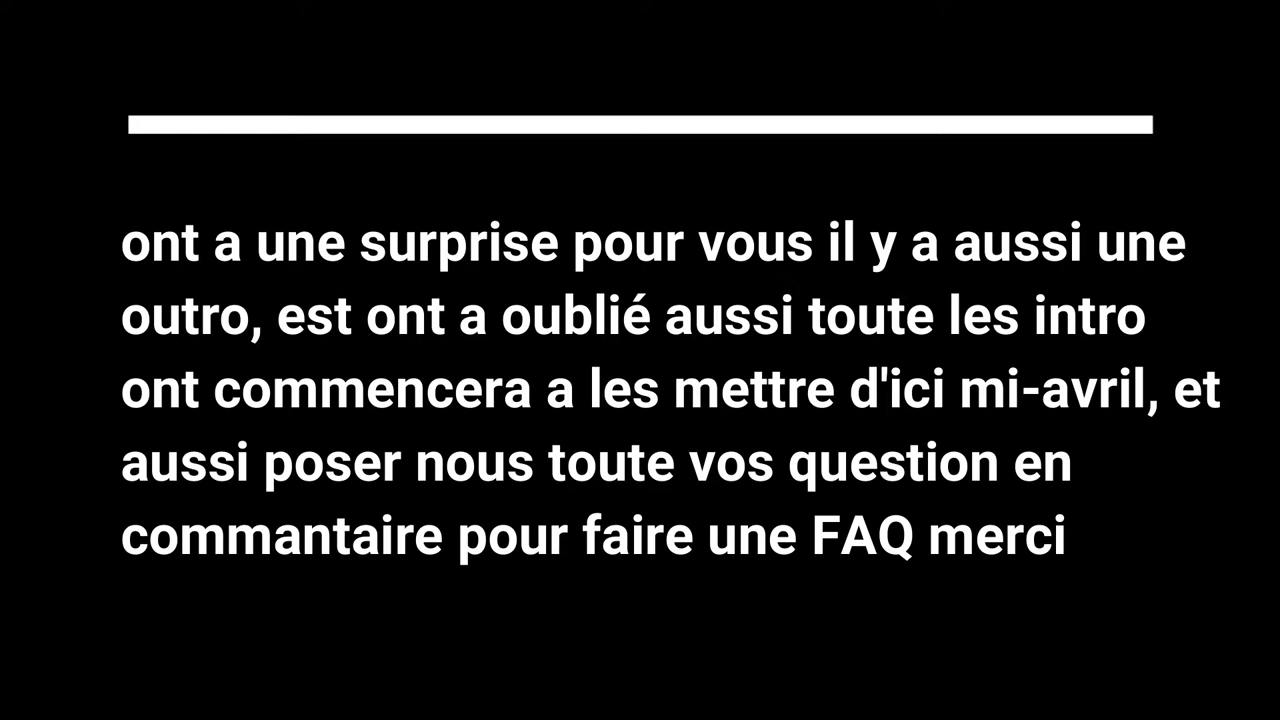 ont a une surprise pour vous il y a aussi une
outro, est ont a oublié aussi toute les intro
ont commencera a les mettre d'ici mi-avril, et
aussi poser nous toute vos question en
commantaire pour faire une FAQ merci